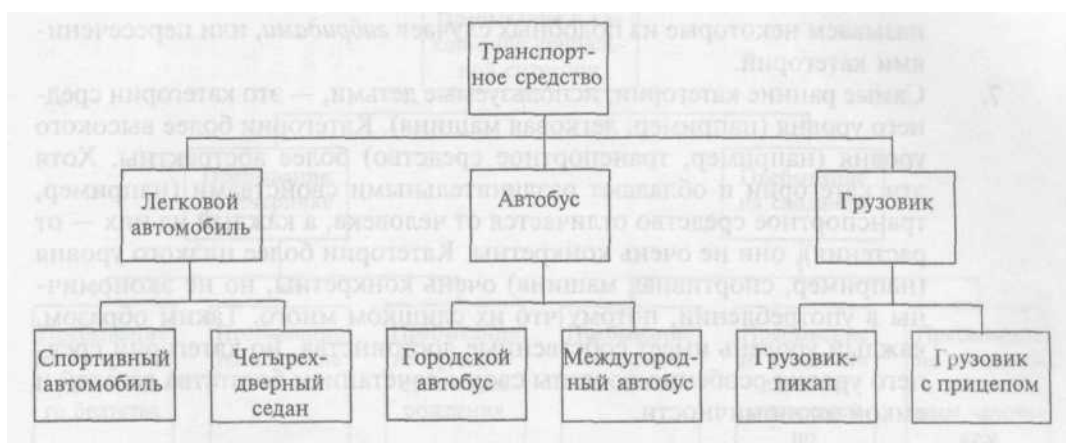 Транспорт-
ное средство
Легковой
автомобиль
Автобус
Грузовик
Спортивный
автомобиль
Четырех-
дверный
седан
Городской
автобус
Междугород-
ный автобус
Грузовик-
пикап
Грузовик
с прицепом